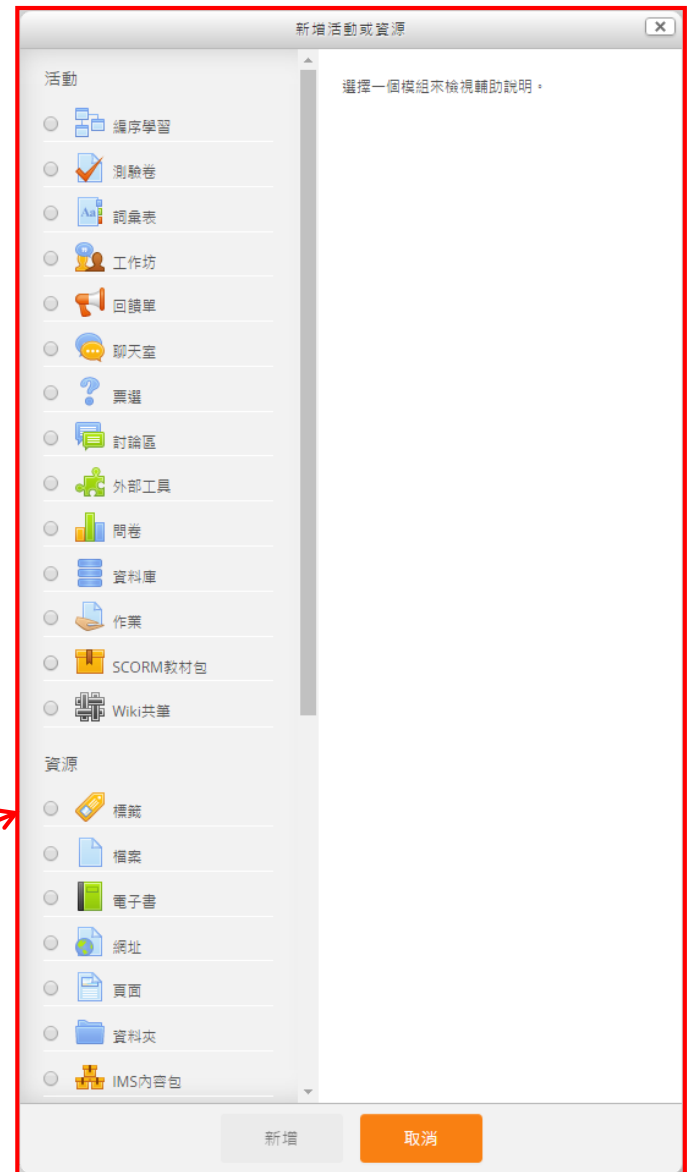 新增活動或資源
活動
選擇一個模組來檢視輔助說明。
編序學習
測驗卷
Aa 詞彙表
工作坊
回饋單
聊天室
票選
討論區
外部工具
問卷
資料庫
作業
SCORM教材包
Wiki共筆
資源
標籤
檔案
電子書
網址
頁面
資料夾
IMS內容包
新增 取消